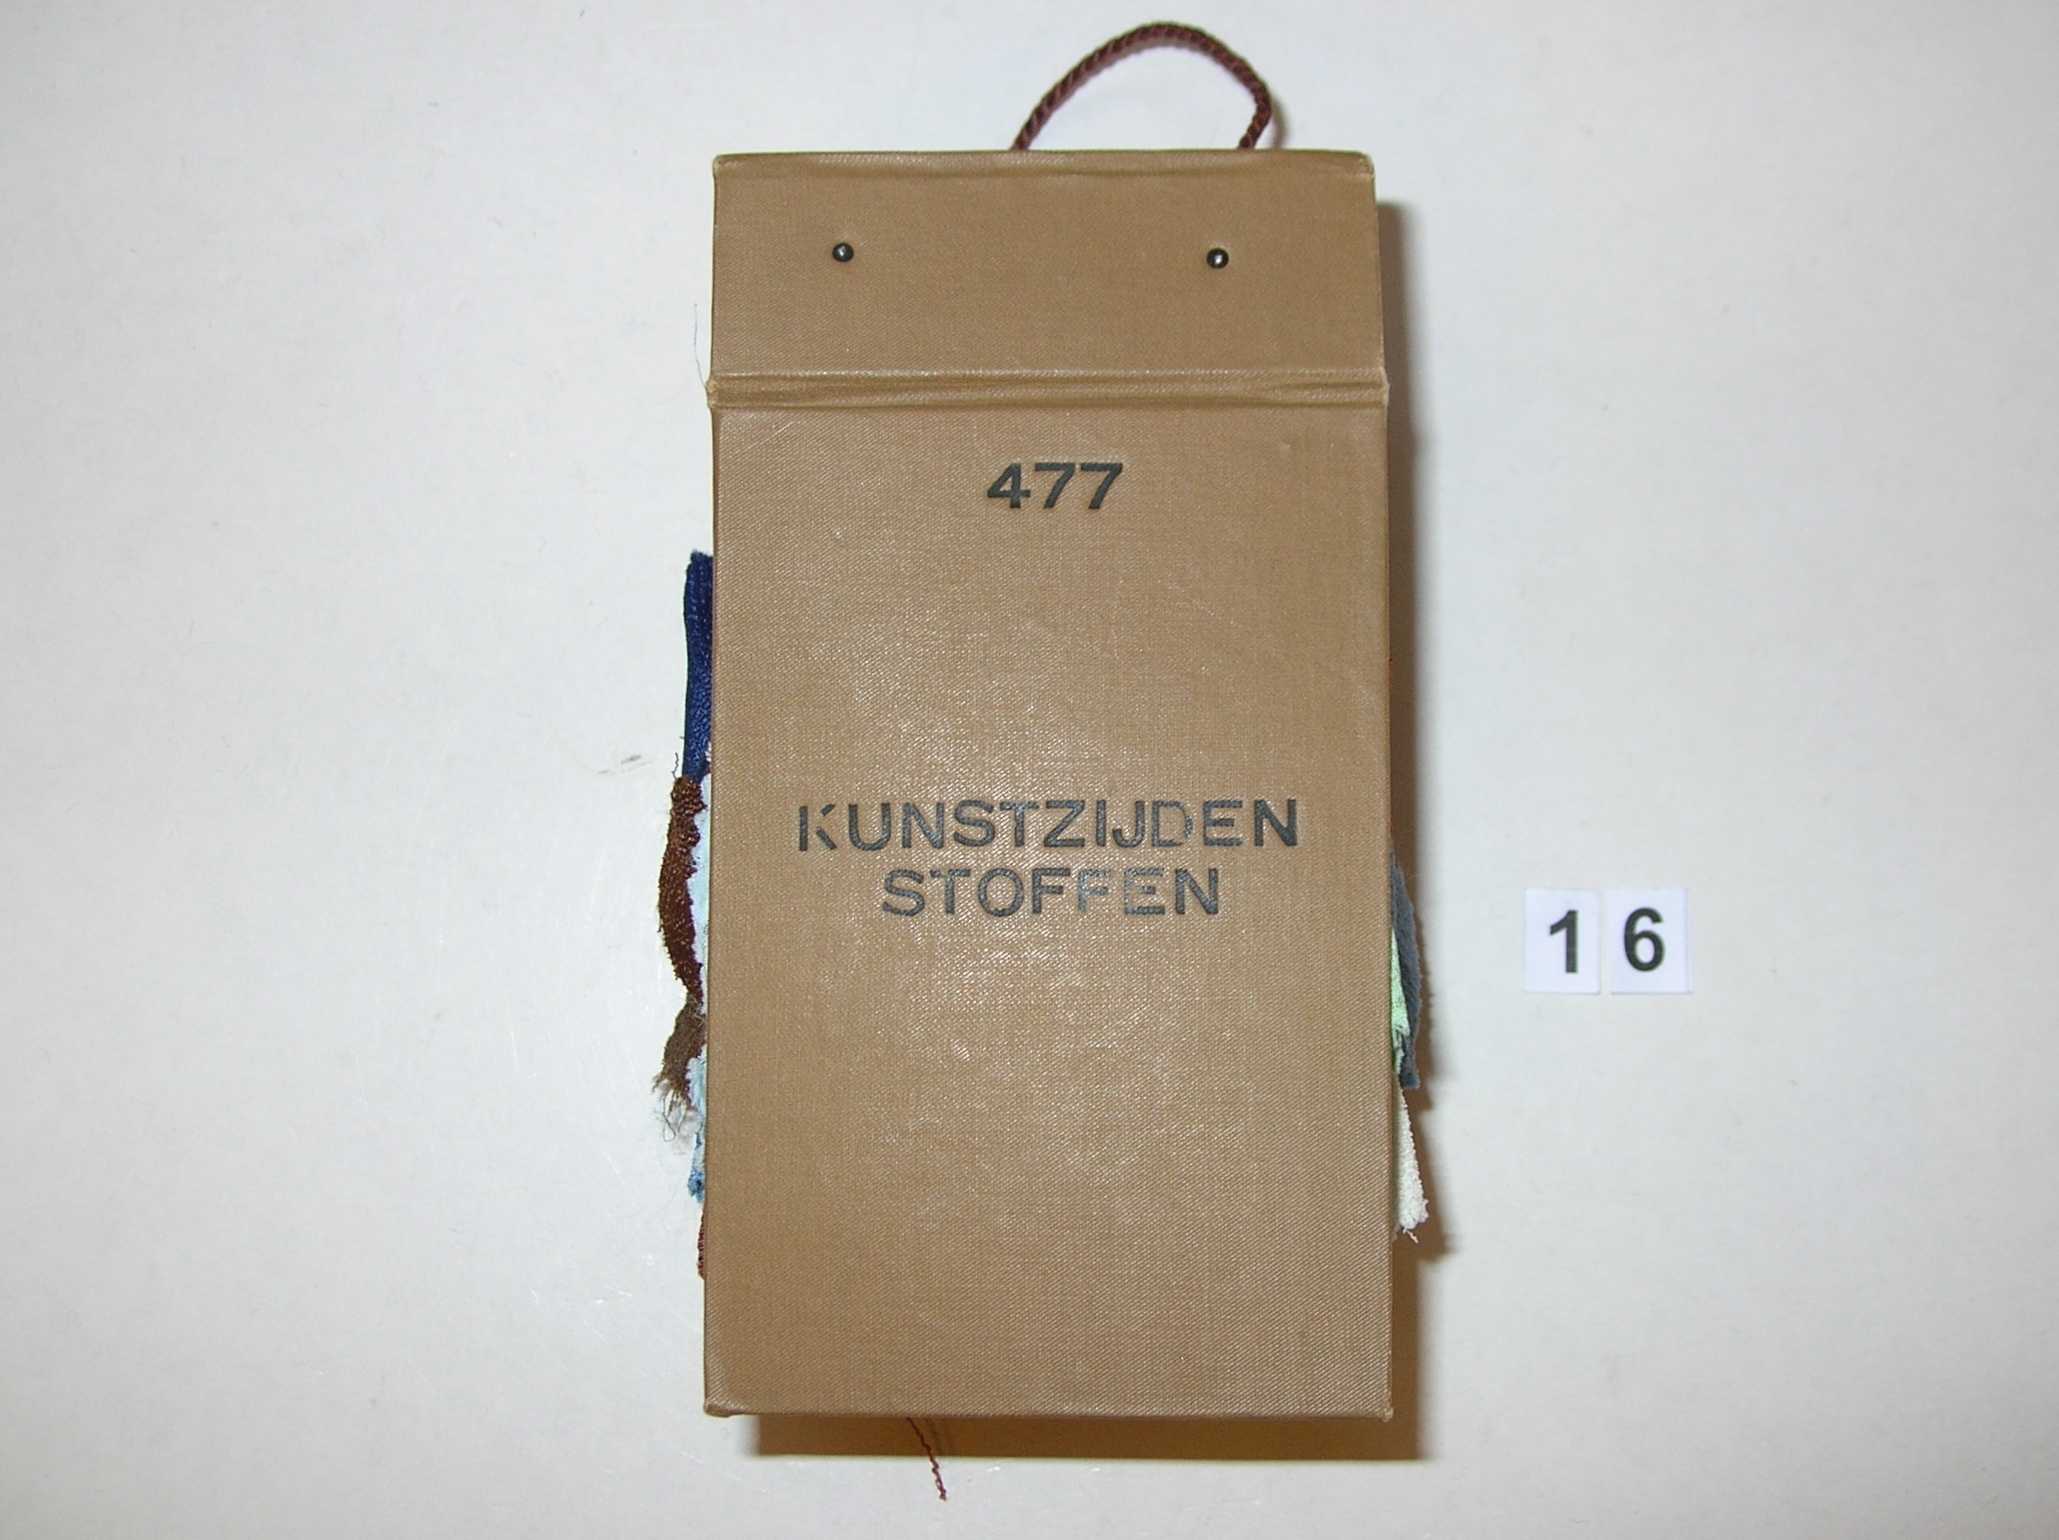 477
KUNSTZIJDEN
STOFFEN
16